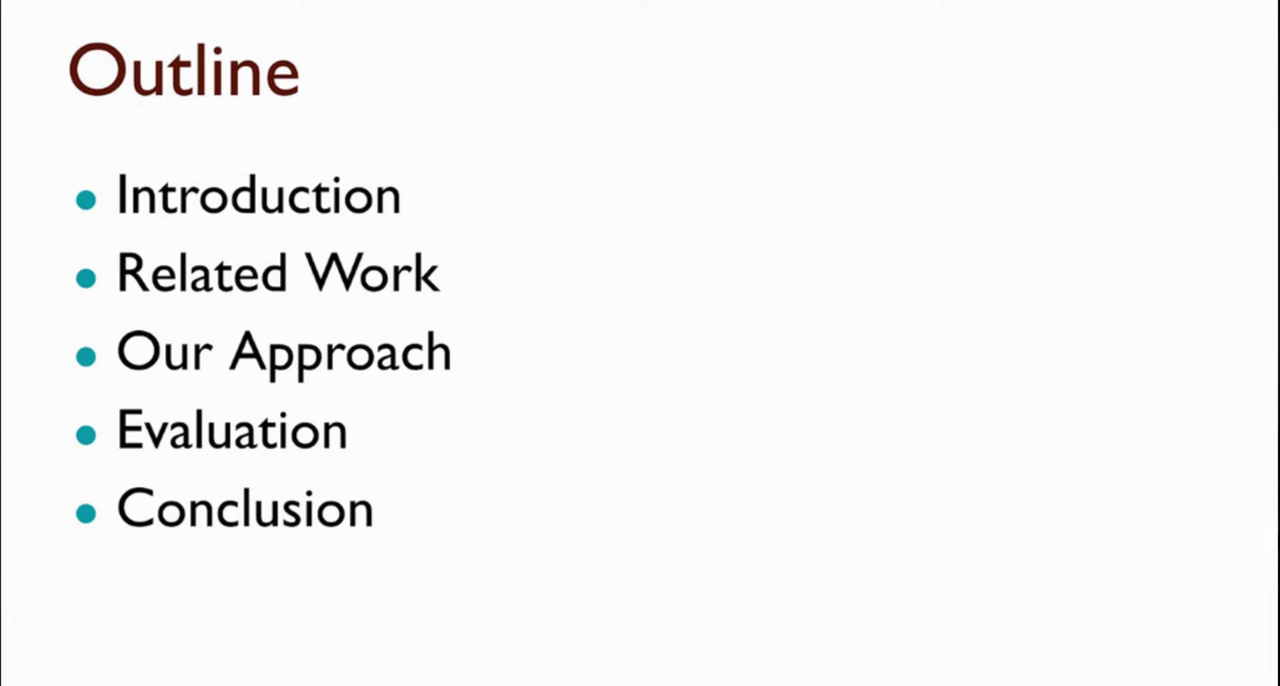 Outline
Introduction
Related Work
Our Approach
Evaluation
Conclusion